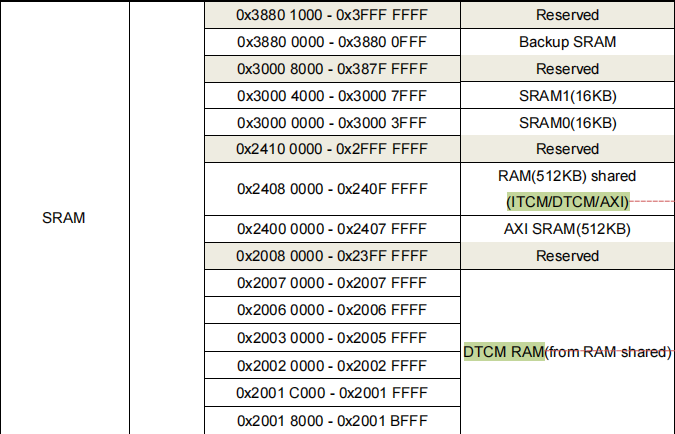 0x3880 1000 - 0x3FFF FFFF Reserved
0x3880 0000 - 0x3880 0FFF Backup SRAM
0x3000 8000 - 0x387F FFFF Reserved
0x3000 4000 - 0x3000 7FFF SRAM1(16KB)
0x3000 0000 - 0x3000 3FFF SRAM0(16KB)
0x2410 0000 - 0x2FFF FFFF Reserved
0x2408 0000 - 0x240F FFFF RAM(512KB) shared
(ITCM/DTCM/AXI)
SRAM
0x2400 0000 - 0x2407 FFFF AXI SRAM(512KB)
0x2008 0000 - 0x23FF FFFF Reserved
0x2007 0000 - 0x2007 FFFF
0x2006 0000 - 0x2006 FFFF
0x2003 0000 - 0x2005 FFFF
DTCM RAM(from RAM shared)
0x2002 0000 - 0x2002 FFFF
0x2001 C000 - 0x2001 FFFF
0x2001 8000 - 0x2001 BFFF